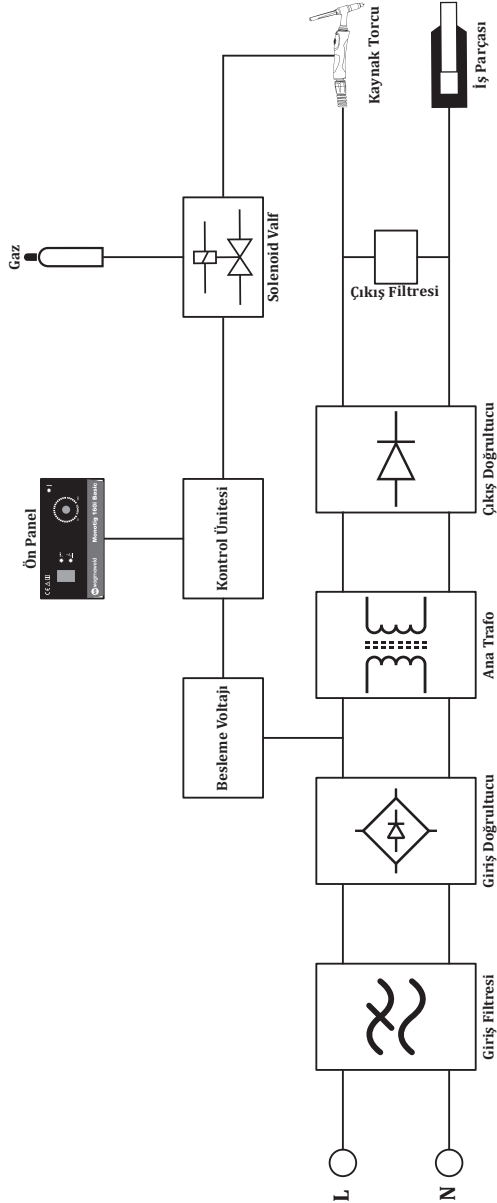 Gaz
Ön Panel
magmaweld
Monotig 160i Basic
Solenoid Valf
Kontrol Ünitesi
Besleme Voltajı
Kaynak Torcu
İş Parçası
Çıkış Filtresi
Çıkış Doğrultucu
Ana Trafo
Giriş Doğrultucu
Giriş Filtresi
L
N